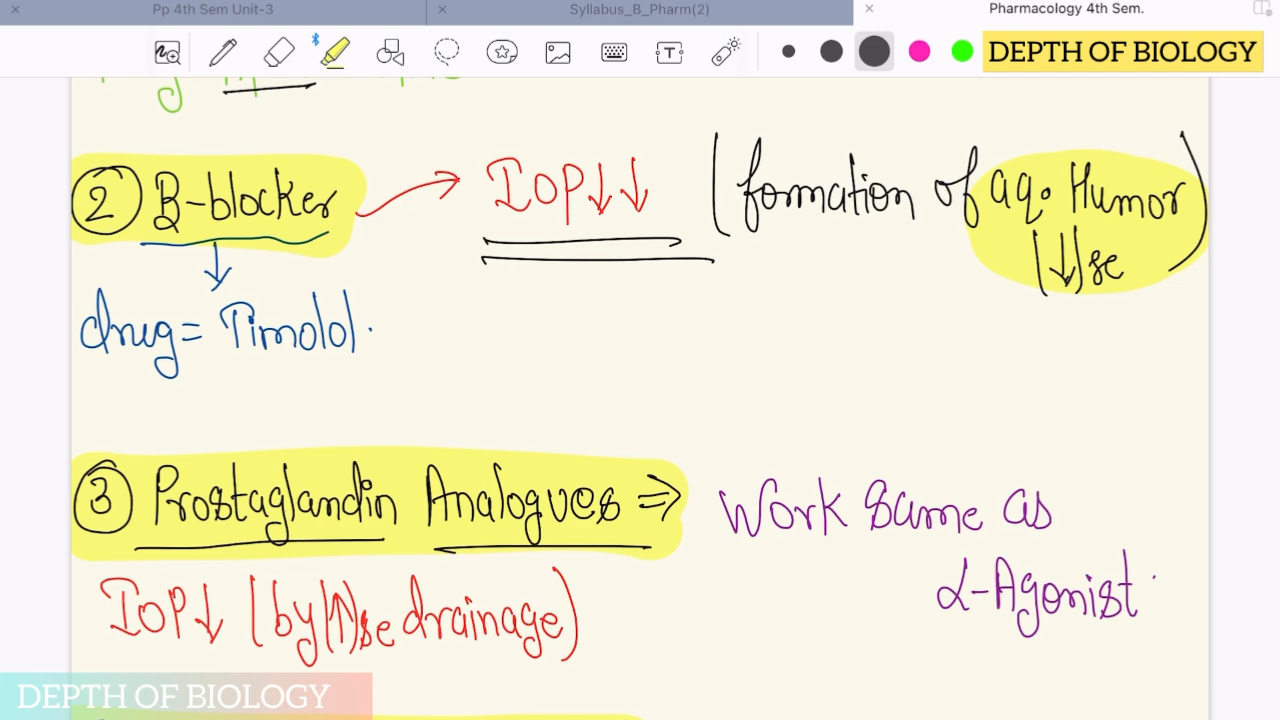 Pp 4th Sem Unit-3
Syllabus_B_Pharm(2)
Pharmacology 4th Sem.
DEPTH OF BIOLOGY
② B-blocker → IOP↓↓ (formation of aq. Humor
(↓)se)
drug = Timolol.
③ Prostaglandin Analogues ⇒ Work same as
α-Agonist.
IOP↓ (by (↑)se drainage)
DEPTH OF BIOLOGY